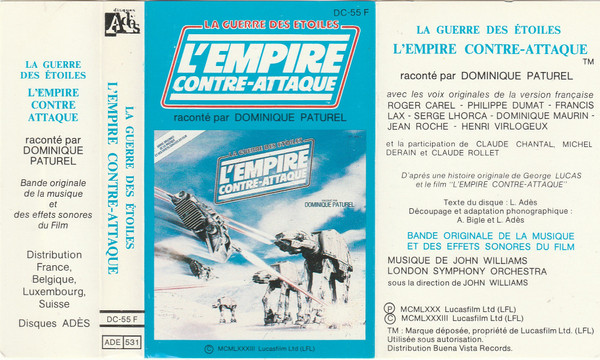 disques
Adès
LA GUERRE
DES ÉTOILES
L'EMPIRE
CONTRE
ATTAQUE
raconté par
DOMINIQUE
PATUREL
Bande originale
de la musique
et
des effets sonores
du Film
Distribution
France,
Belgique,
Luxembourg,
Suisse
Disques ADÈS
LA GUERRE DES ÉTOILES
L'EMPIRE CONTRE-ATTAQUE
DC-55 F
ADE 531
DC-55 F
LA GUERRE DES ETOILES
L'EMPIRE
CONTRE-ATTAQUE
TM
raconté par DOMINIQUE PATUREL
LA GUERRE DES ETOILES
L'EMPIRE
CONTRE-ATTAQUE
DOMINIQUE PATUREL
© MCMLXXXIII Lucasfilm Ltd (LFL)
LA GUERRE DES ÉTOILES
L'EMPIRE CONTRE-ATTAQUE
TM
raconté par DOMINIQUE PATUREL
avec les voix originales de la version française
ROGER CAREL - PHILIPPE DUMAT - FRANCIS
LAX - SERGE LHORCA - DOMINIQUE MAURIN -
JEAN ROCHE - HENRI VIRLOGEUX
et la participation de CLAUDE CHANTAL, MICHEL
DERAIN et CLAUDE ROLLET
D'après une histoire originale de George LUCAS
et le film "L'EMPIRE CONTRE-ATTAQUE"
Texte du disque : L. Adès
Découpage et adaptation phonographique :
A. Bigle et L. Adès
BANDE ORIGINALE DE LA MUSIQUE
ET DES EFFETS SONORES DU FILM
MUSIQUE DE JOHN WILLIAMS
LONDON SYMPHONY ORCHESTRA
sous la direction de JOHN WILLIAMS
Ⓟ MCMLXXX Lucasfilm Ltd (LFL)
© MCMLXXXIII Lucasfilm Ltd (LFL)
TM : Marque déposée, propriété de Lucasfilm Ltd. (LFL).
Utilisée sous autorisation.
Distribution Buena Vista Records.